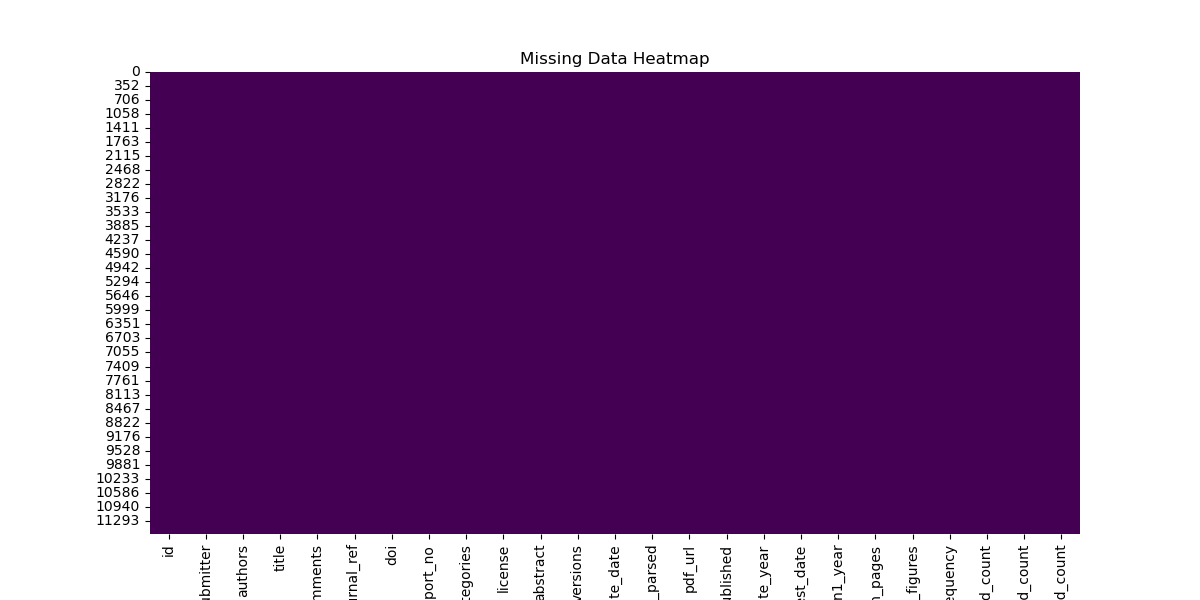 Missing Data Heatmap
0
352
706
1058
1411
1763
2115
2468
2822
3176
3533
3885
4237
4590
4942
5294
5646
5999
6351
6703
7055
7409
7761
8113
8467
8822
9176
9528
9881
10233
10586
10940
11293
id
ubmitter
authors
title
mments
urnal_ref
doi
port_no
tegories
license
abstract
versions
te_date
_parsed
pdf_url
ublished
te_year
est_date
n1_year
n_pages
_figures
equency
d_count
d_count
d_count